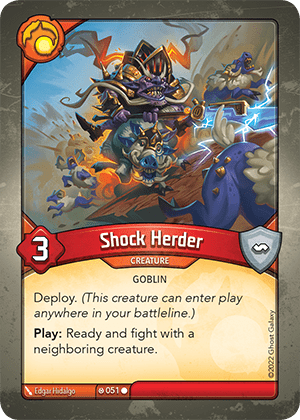 3
Shock Herder
CREATURE
GOBLIN
Deploy. (This creature can enter play
anywhere in your battleline.)
Play: Ready and fight with a
neighboring creature.
Edgar Hidalgo
051
©2022 Ghost Galaxy